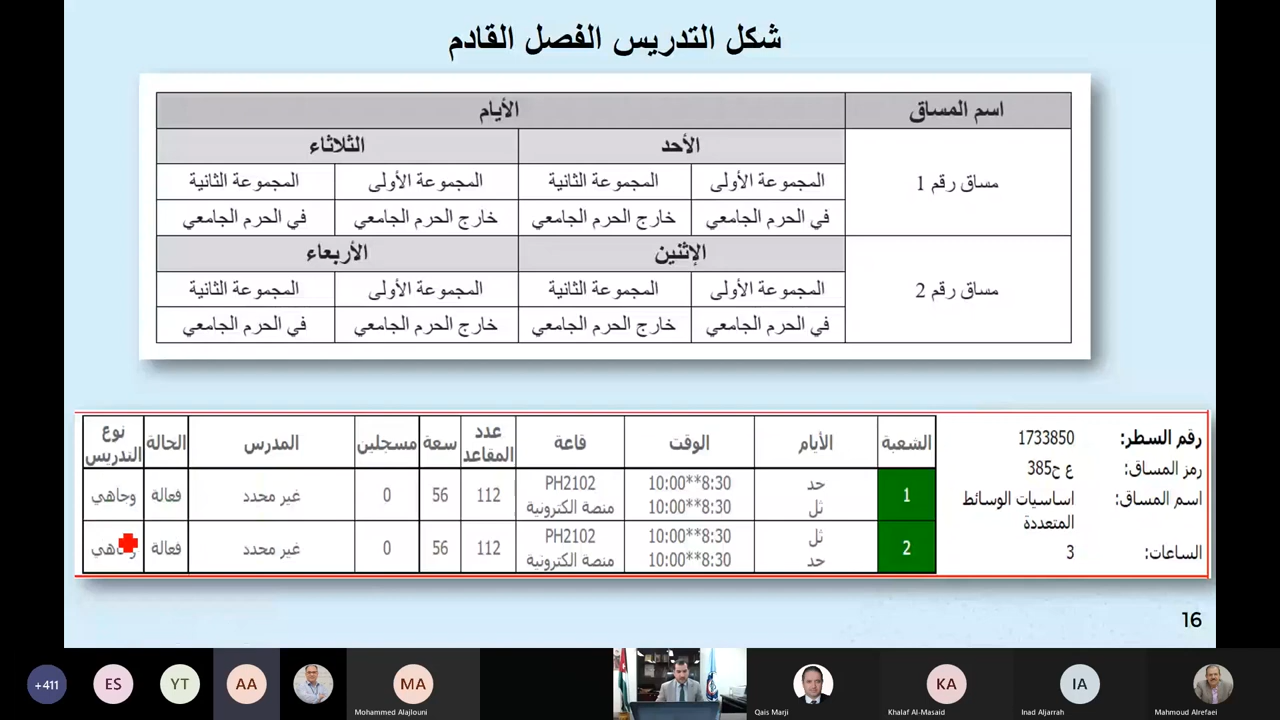 شكل التدريس الفصل القادم
اسم المساق الأيام
مساق رقم 1 الأحد الثلاثاء
المجموعة الأولى المجموعة الثانية المجموعة الأولى المجموعة الثانية
في الحرم الجامعي خارج الحرم الجامعي خارج الحرم الجامعي في الحرم الجامعي
مساق رقم 2 الإثنين الأربعاء
المجموعة الأولى المجموعة الثانية المجموعة الأولى المجموعة الثانية
في الحرم الجامعي خارج الحرم الجامعي خارج الحرم الجامعي في الحرم الجامعي
رقم السطر: 1733850
رمز المساق: ع ح385
اسم المساق: اساسيات الوسائط
المتعددة
الساعات: 3
الشعبة الأيام الوقت قاعة عدد المقاعد سعة مسجلين المدرس الحالة نوع التدريس
1 حد 8:30**10:00 PH2102 112 56 0 غير محدد فعالة وجاهي
ثل 8:30**10:00 منصة الكترونية
2 ثل 8:30**10:00 PH2102 112 56 0 غير محدد فعالة
حد 8:30**10:00 منصة الكترونية
16
+411
ES
YT
AA
MA
Mohammed Alajlouni
Qais Marji
KA
Khalaf Al-Masaid
IA
Inad Aljarrah
Mahmoud Alrefaei